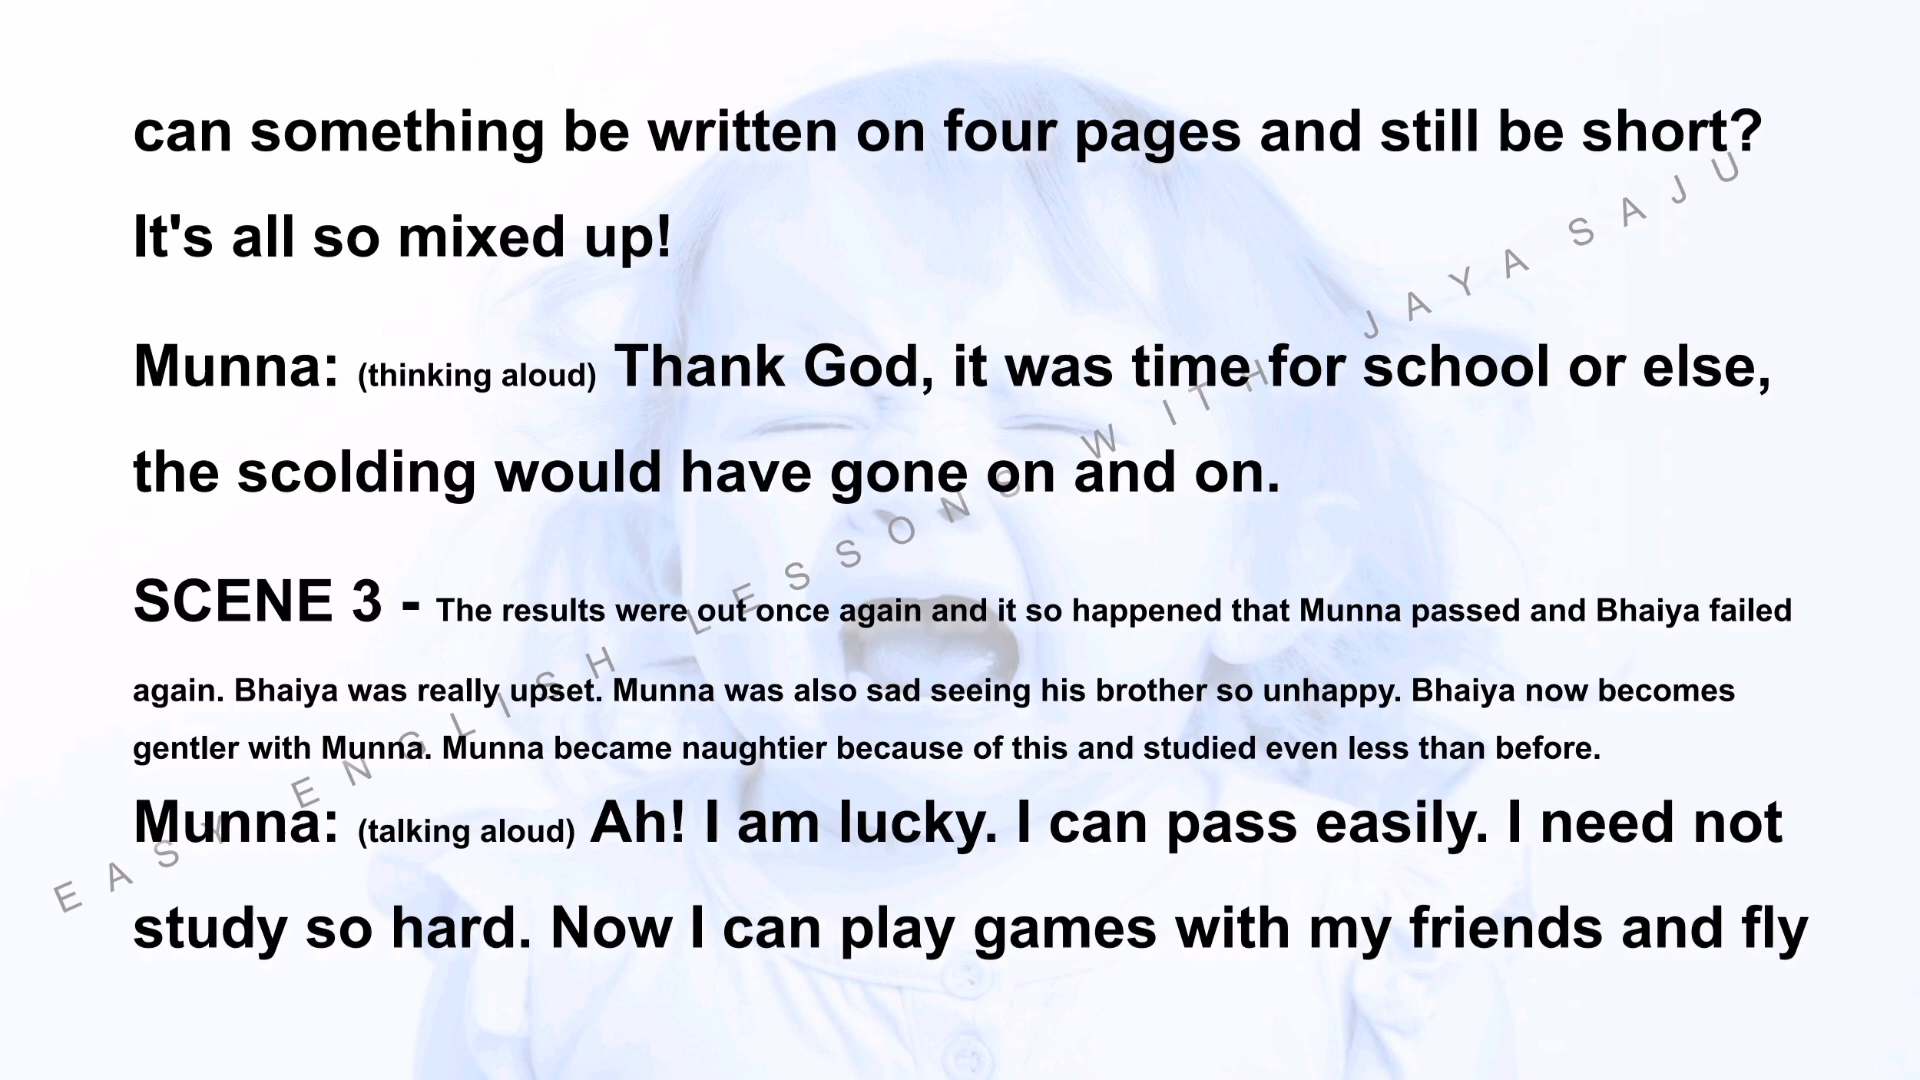 can something be written on four pages and still be short?
It's all so mixed up!
Munna: (thinking aloud) Thank God, it was time for school or else,
the scolding would have gone on and on.
SCENE 3 - The results were out once again and it so happened that Munna passed and Bhaiya failed
again. Bhaiya was really upset. Munna was also sad seeing his brother so unhappy. Bhaiya now becomes
gentler with Munna. Munna became naughtier because of this and studied even less than before.
Munna: (talking aloud) Ah! I am lucky. I can pass easily. I need not
study so hard. Now I can play games with my friends and fly
EASY ENGLISH LESSONS WITH JAYA SAJU